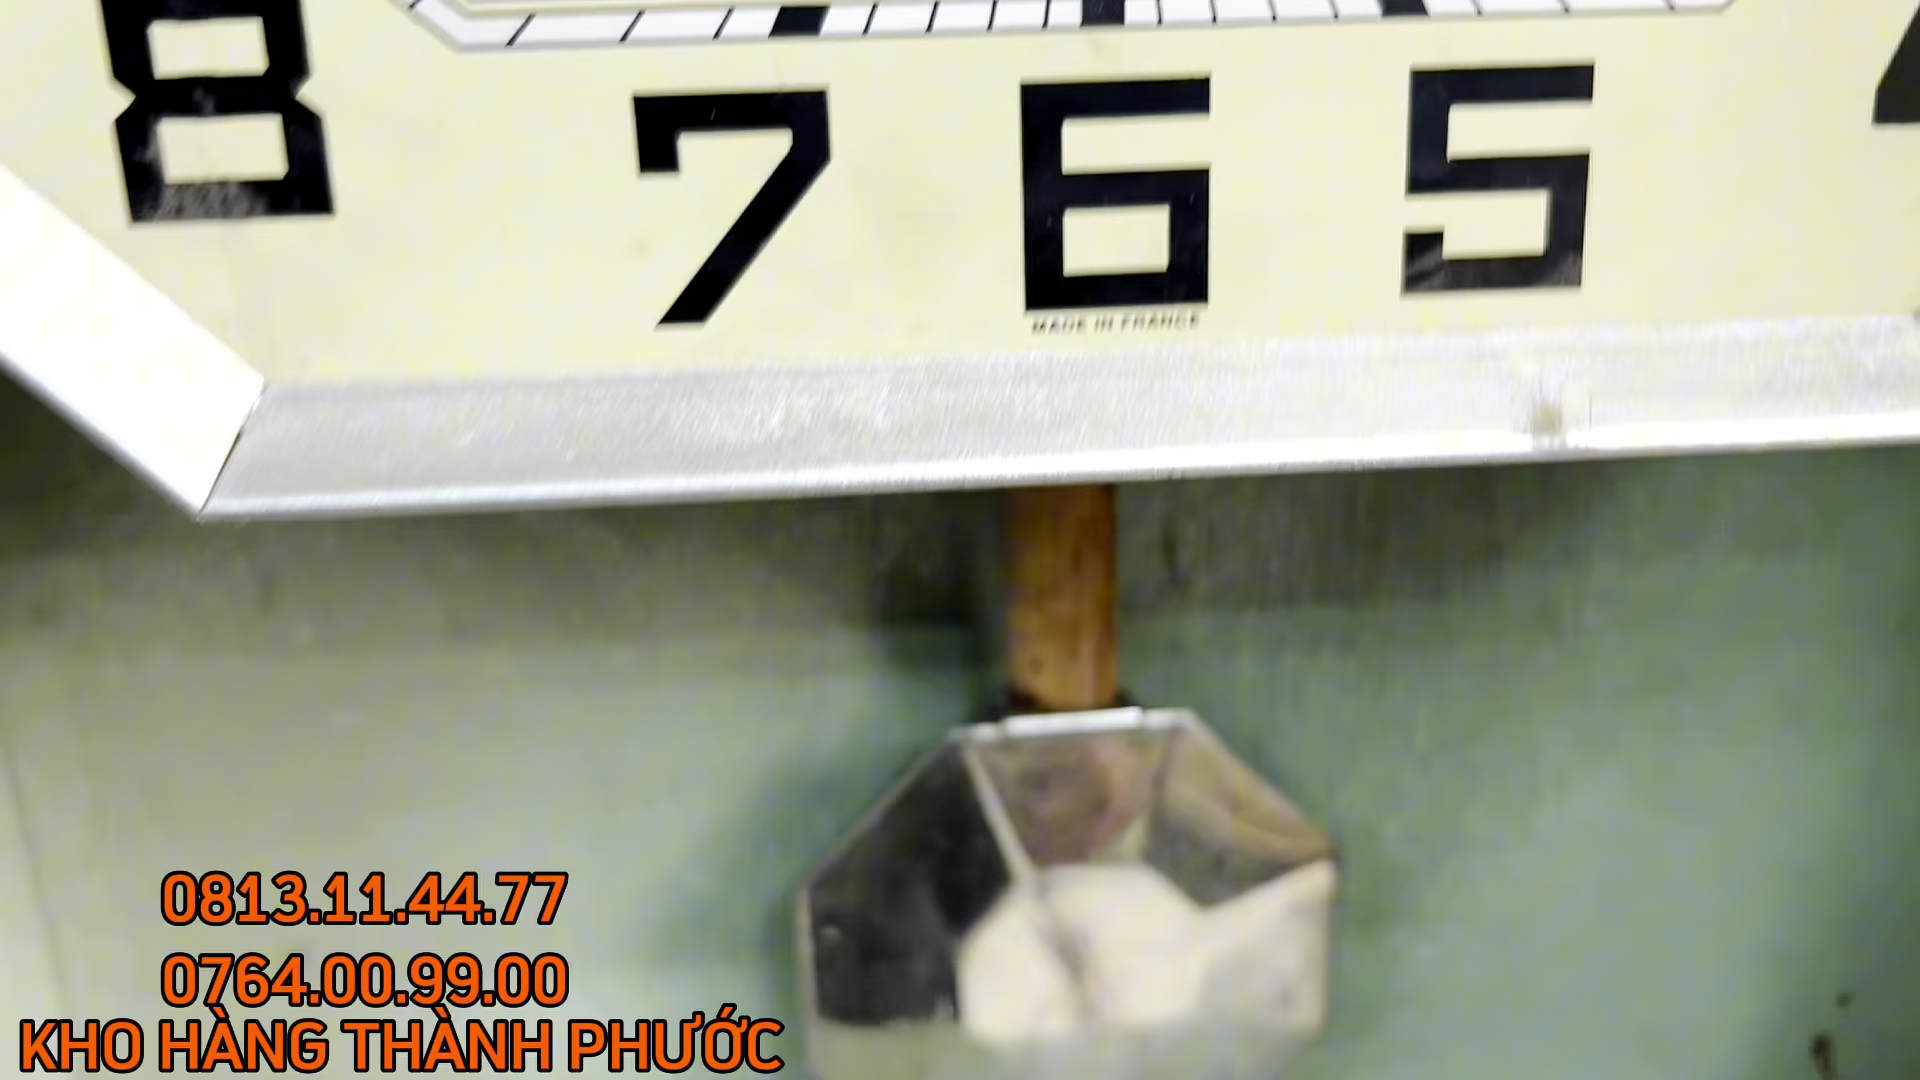 8 7 6 5
MADE IN FRANCE
0813.11.44.77
0764.00.99.00
KHO HÀNG THÀNH PHƯỚC